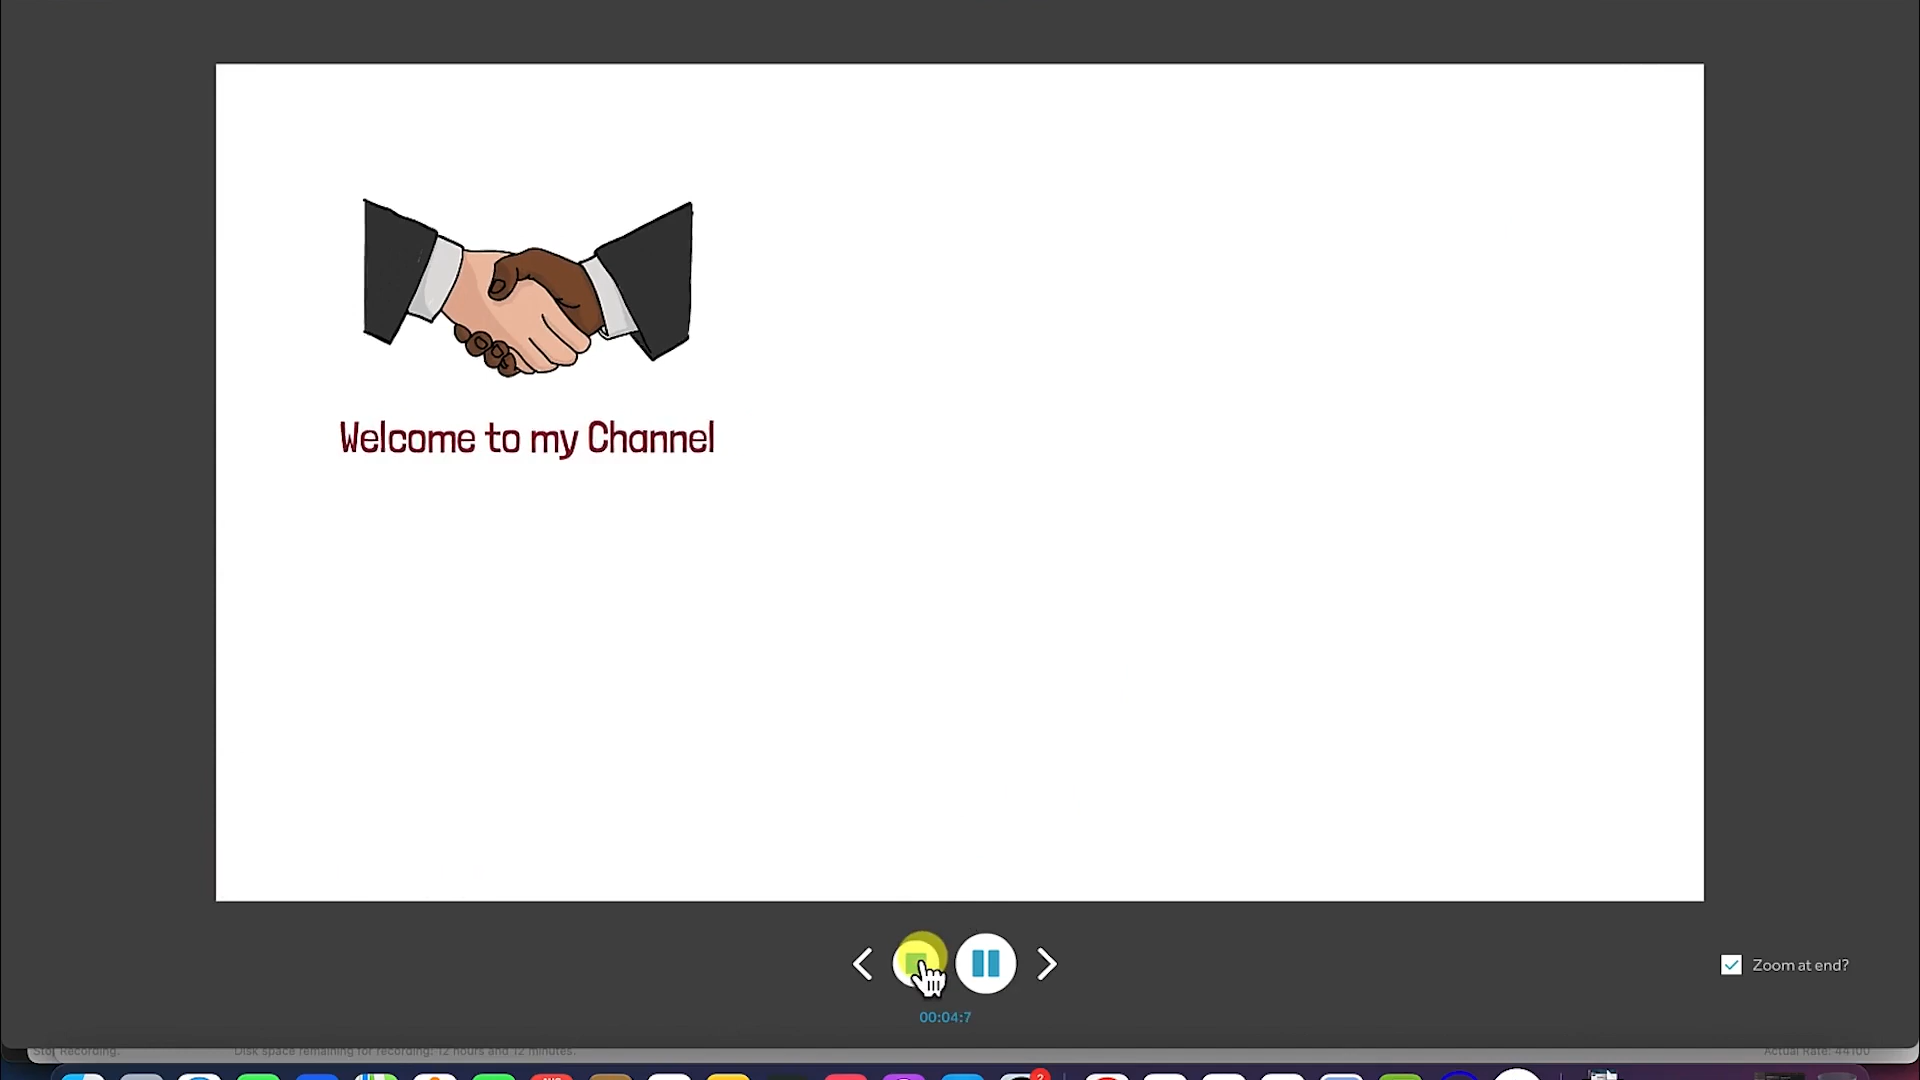 Welcome to my Channel
Zoom at end?
00:04:7
Stop Recording.
Disk space remaining for recording: 12 hours and 12 minutes.
Actual Rate: 44100
2